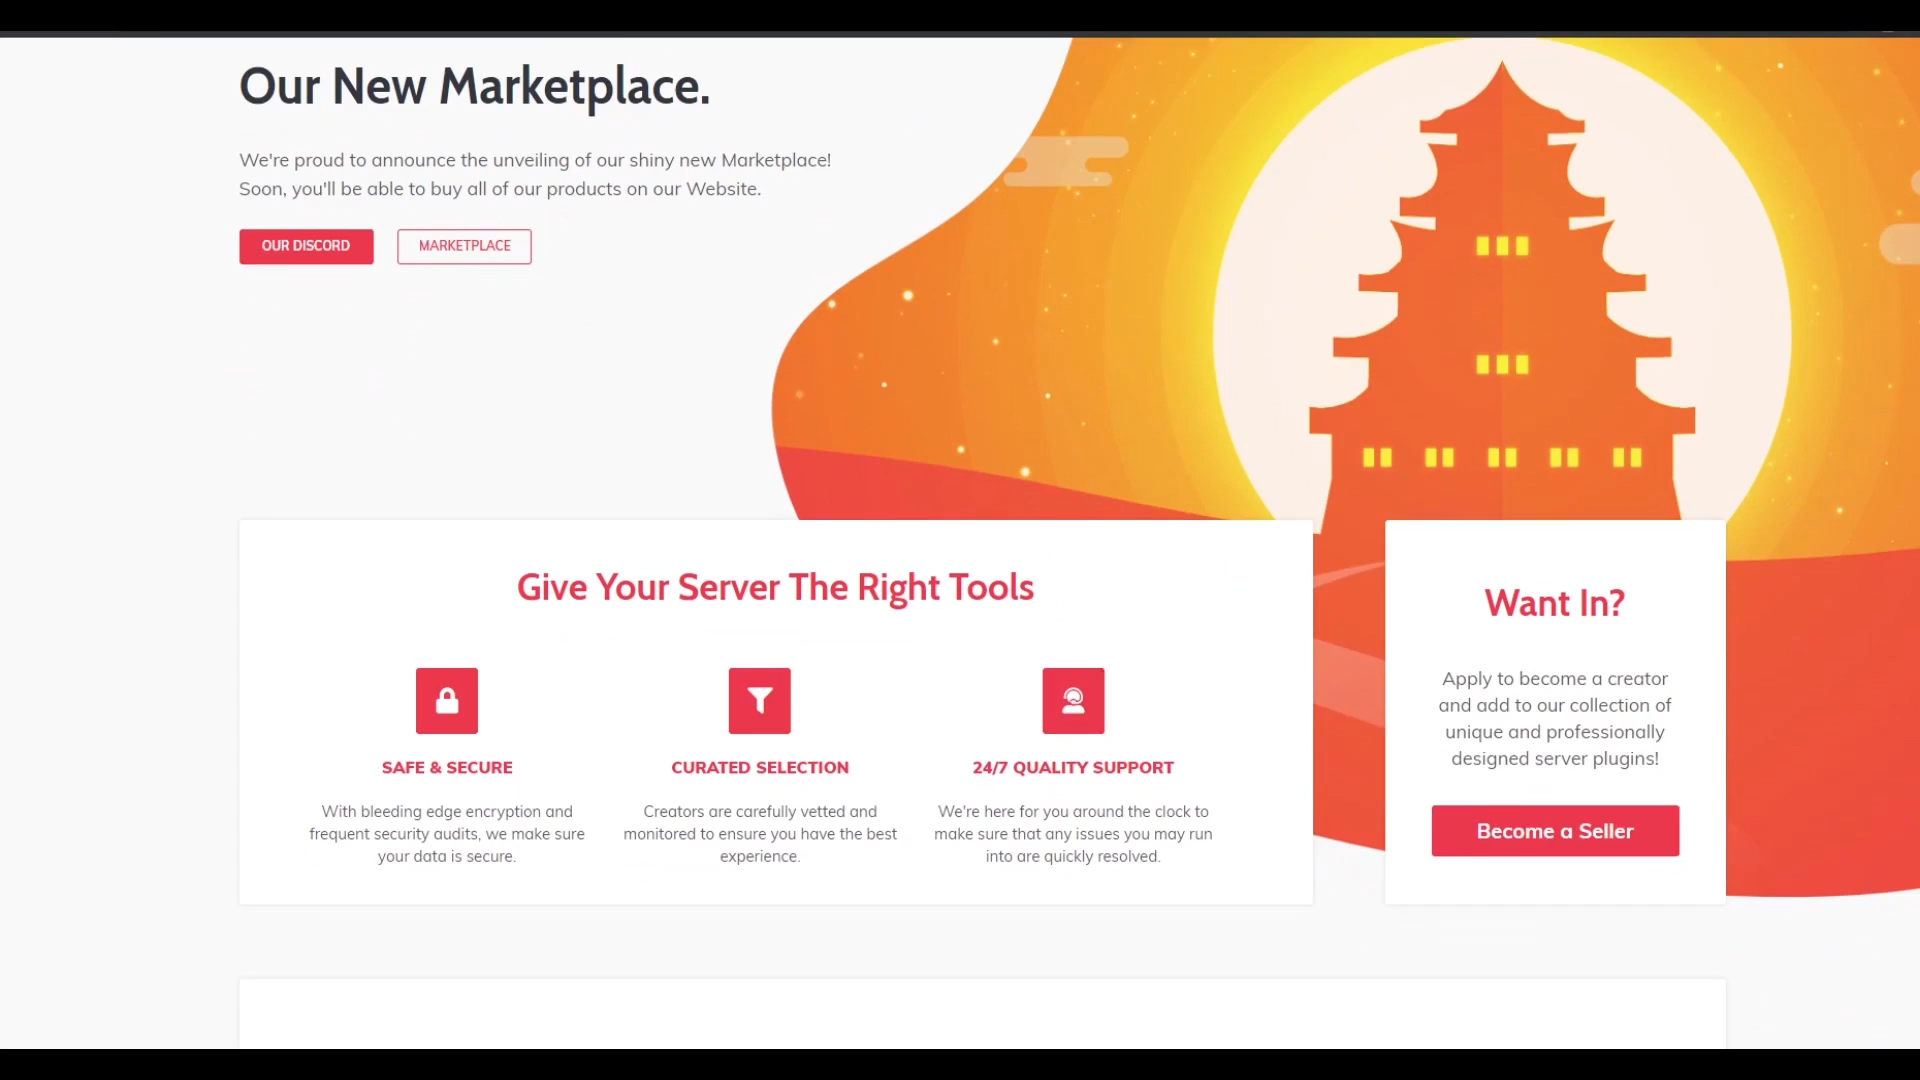 Our New Marketplace.
We're proud to announce the unveiling of our shiny new Marketplace!
Soon, you'll be able to buy all of our products on our Website.
OUR DISCORD
MARKETPLACE
Give Your Server The Right Tools
SAFE & SECURE
With bleeding edge encryption and
frequent security audits, we make sure
your data is secure.
CURATED SELECTION
Creators are carefully vetted and
monitored to ensure you have the best
experience.
24/7 QUALITY SUPPORT
We're here for you around the clock to
make sure that any issues you may run
into are quickly resolved.
Want In?
Apply to become a creator
and add to our collection of
unique and professionally
designed server plugins!
Become a Seller